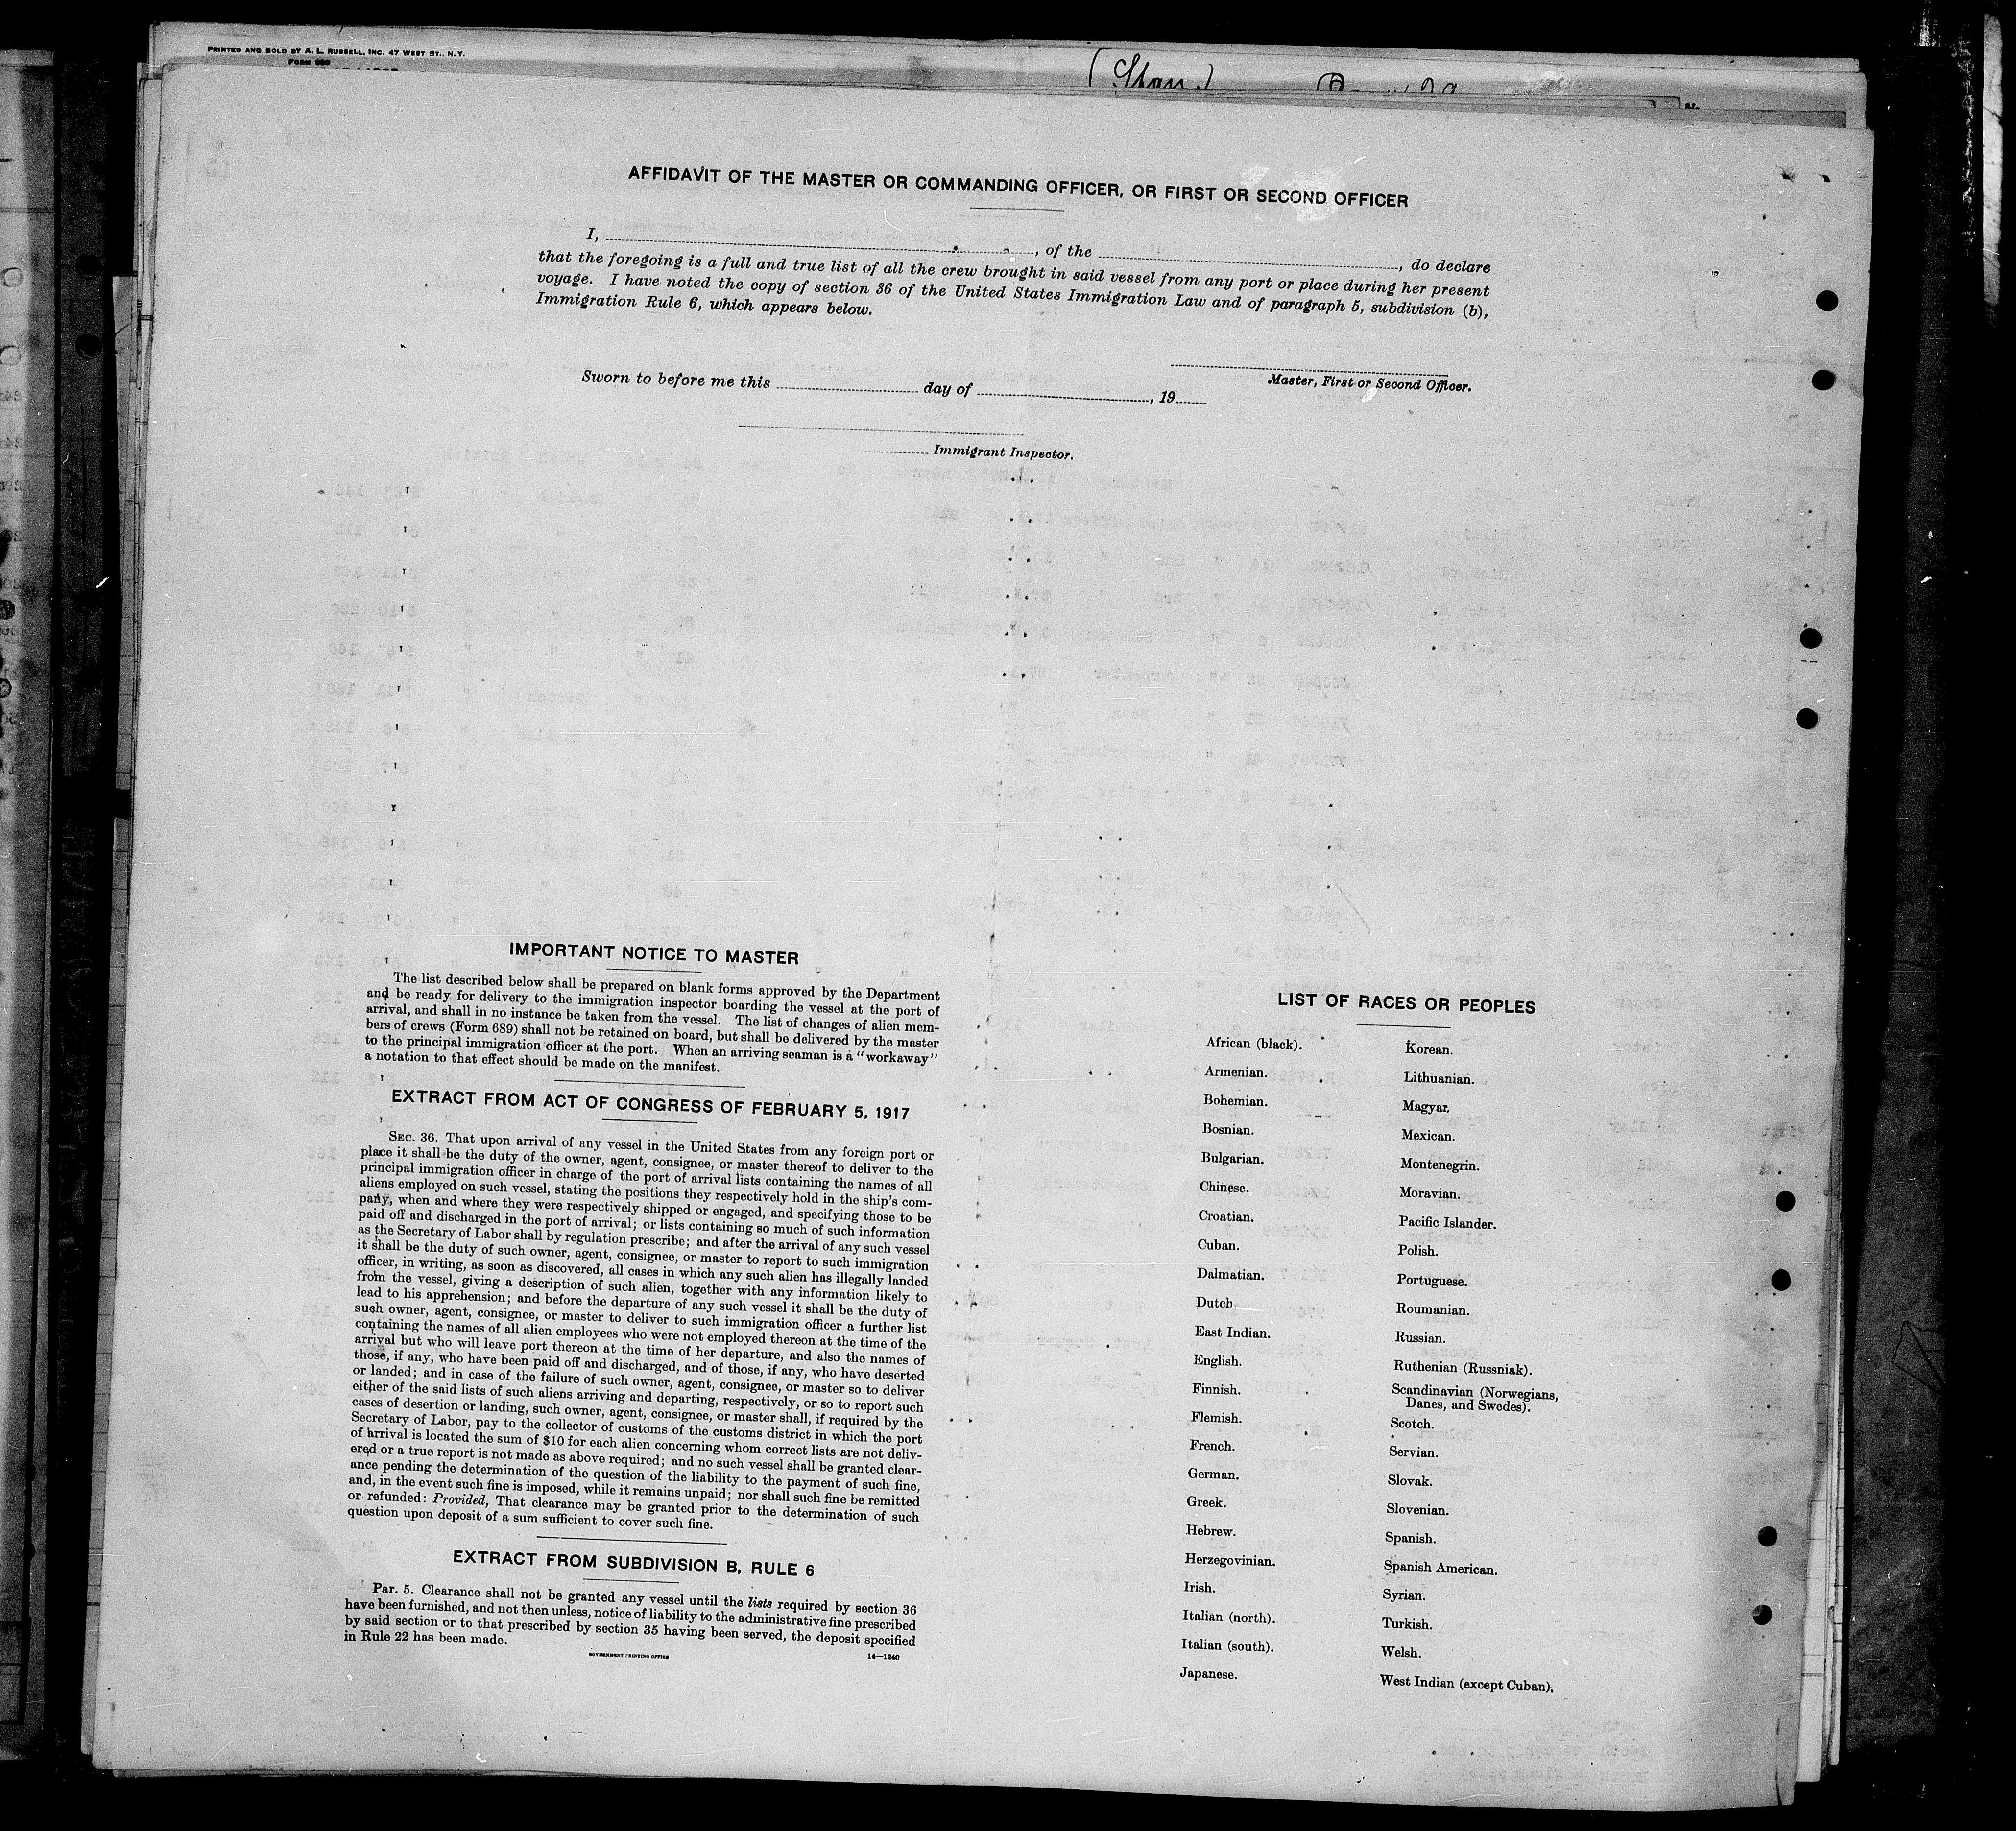 PRINTED AND SOLD BY A. L. RUSSELL, INC. 47 WEST ST., N.Y.
FORM 689
(Stan.)
AFFIDAVIT OF THE MASTER OR COMMANDING OFFICER, OR FIRST OR SECOND OFFICER
I, , of the , do declare
that the foregoing is a full and true list of all the crew brought in said vessel from any port or place during her present
voyage. I have noted the copy of section 36 of the United States Immigration Law and of paragraph 5, subdivision (b),
Immigration Rule 6, which appears below.
Master, First or Second Officer.
Sworn to before me this day of , 19
Immigrant Inspector.
IMPORTANT NOTICE TO MASTER
The list described below shall be prepared on blank forms approved by the Department
and be ready for delivery to the immigration inspector boarding the vessel at the port of
arrival, and shall in no instance be taken from the vessel. The list of changes of alien mem-
bers of crews (Form 689) shall not be retained on board, but shall be delivered by the master
to the principal immigration officer at the port. When an arriving seaman is a "workaway"
a notation to that effect should be made on the manifest.
EXTRACT FROM ACT OF CONGRESS OF FEBRUARY 5, 1917
SEC. 36. That upon arrival of any vessel in the United States from any foreign port or
place it shall be the duty of the owner, agent, consignee, or master thereof to deliver to the
principal immigration officer in charge of the port of arrival lists containing the names of all
aliens employed on such vessel, stating the positions they respectively hold in the ship's com-
pany, when and where they were respectively shipped or engaged, and specifying those to be
paid off and discharged in the port of arrival; or lists containing so much of such information
as the Secretary of Labor shall by regulation prescribe; and after the arrival of any such vessel
it shall be the duty of such owner, agent, consignee, or master to report to such immigration
officer, in writing, as soon as discovered, all cases in which any such alien has illegally landed
from the vessel, giving a description of such alien, together with any information likely to
lead to his apprehension; and before the departure of any such vessel it shall be the duty of
such owner, agent, consignee, or master to deliver to such immigration officer a further list
containing the names of all alien employees who were not employed thereon at the time of the
arrival but who will leave port thereon at the time of her departure, and also the names of
those, if any, who have been paid off and discharged, and of those, if any, who have deserted
or landed; and in case of the failure of such owner, agent, consignee, or master so to deliver
either of the said lists of such aliens arriving and departing, respectively, or so to report such
cases of desertion or landing, such owner, agent, consignee, or master shall, if required by the
Secretary of Labor, pay to the collector of customs of the customs district in which the port
of arrival is located the sum of $10 for each alien concerning whom correct lists are not deliv-
ered or a true report is not made as above required; and no such vessel shall be granted clear-
ance pending the determination of the question of the liability to the payment of such fine,
and, in the event such fine is imposed, while it remains unpaid; nor shall such fine be remitted
or refunded: Provided, That clearance may be granted prior to the determination of such
question upon deposit of a sum sufficient to cover such fine.
EXTRACT FROM SUBDIVISION B, RULE 6
Par. 5. Clearance shall not be granted any vessel until the lists required by section 36
have been furnished, and not then unless, notice of liability to the administrative fine prescribed
by said section or to that prescribed by section 35 having been served, the deposit specified
in Rule 22 has been made.
GOVERNMENT PRINTING OFFICE 14—1240
LIST OF RACES OR PEOPLES
African (black).
Armenian.
Bohemian.
Bosnian.
Bulgarian.
Chinese.
Croatian.
Cuban.
Dalmatian.
Dutch.
East Indian.
English.
Finnish.
Flemish.
French.
German.
Greek.
Hebrew.
Herzegovinian.
Irish.
Italian (north).
Italian (south).
Japanese.
Korean.
Lithuanian.
Magyar.
Mexican.
Montenegrin.
Moravian.
Pacific Islander.
Polish.
Portuguese.
Roumanian.
Russian.
Ruthenian (Russniak).
Scandinavian (Norwegians,
Danes, and Swedes).
Scotch.
Servian.
Slovak.
Slovenian.
Spanish.
Spanish American.
Syrian.
Turkish.
Welsh.
West Indian (except Cuban).